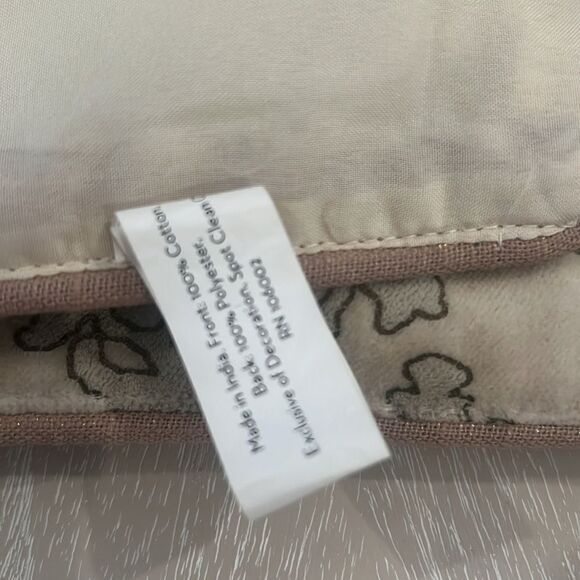 Made in India Front: 100% Cotton,
Back: 100% Polyester,
Exclusive of Decoration, Spot Clean
RN 106002